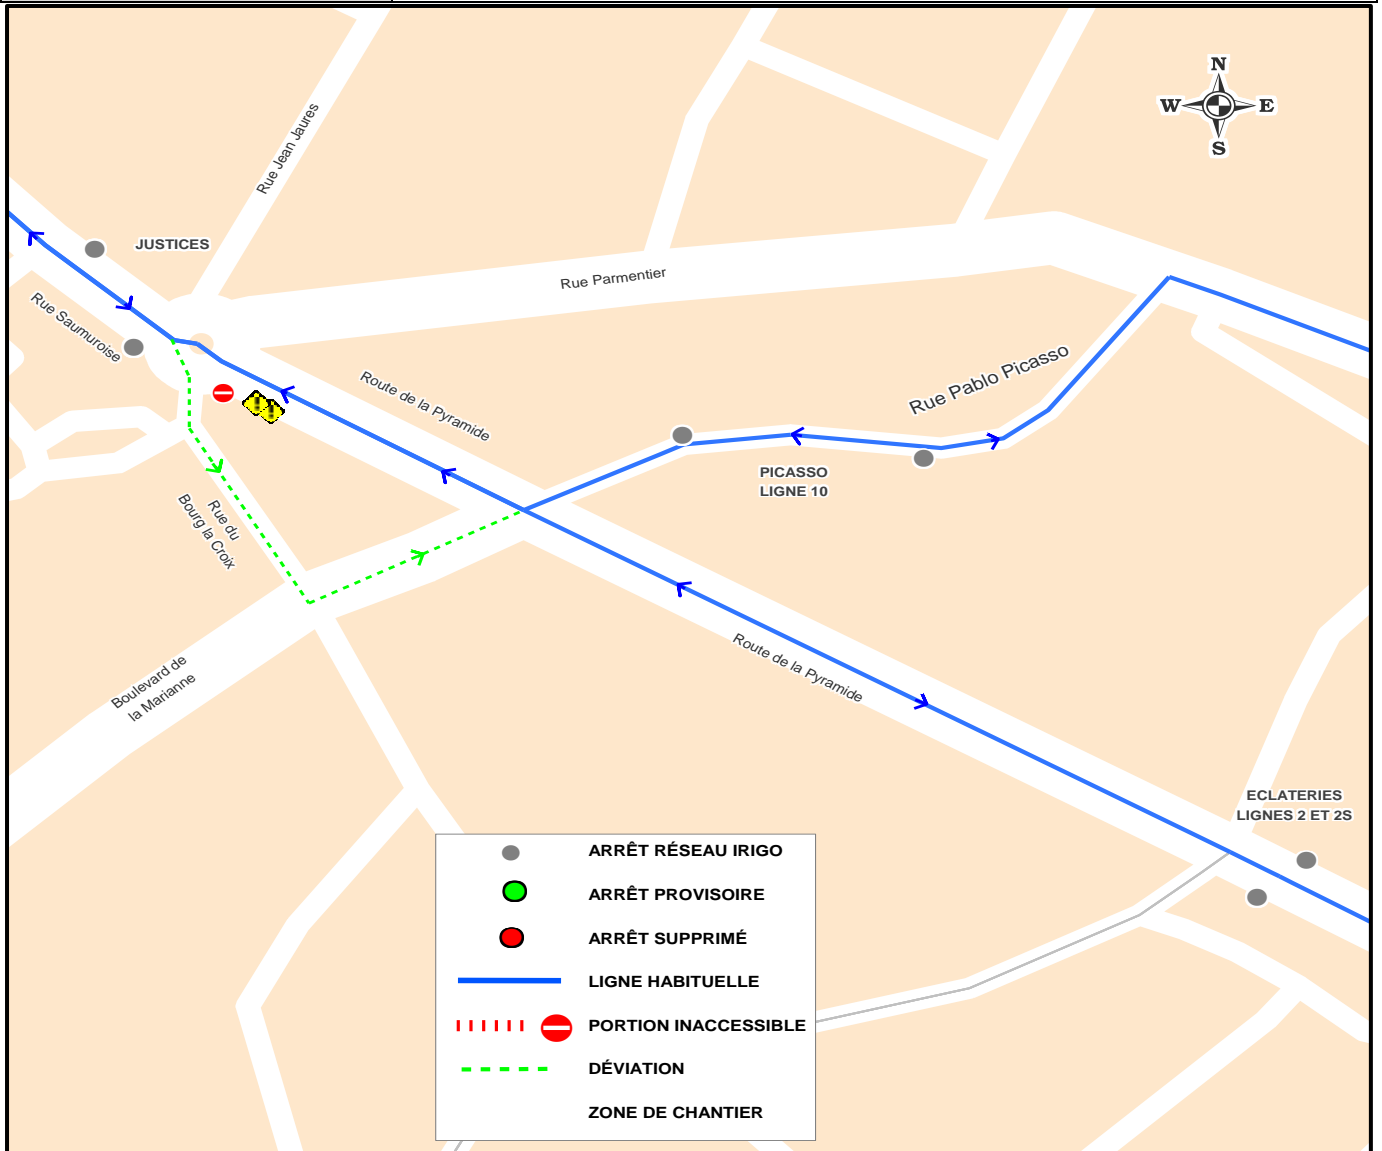 N
W E
S
Rue Jean Jaures
JUSTICES
Rue Parmentier
Rue Saumuroise
Route de la Pyramide
Rue Pablo Picasso
PICASSO
LIGNE 10
Rue du
Bourg la Croix
Boulevard de
la Marianne
Route de la Pyramide
ECLATERIES
LIGNES 2 ET 2S
ARRÊT RÉSEAU IRIGO
ARRÊT PROVISOIRE
ARRÊT SUPPRIMÉ
LIGNE HABITUELLE
PORTION INACCESSIBLE
DÉVIATION
ZONE DE CHANTIER